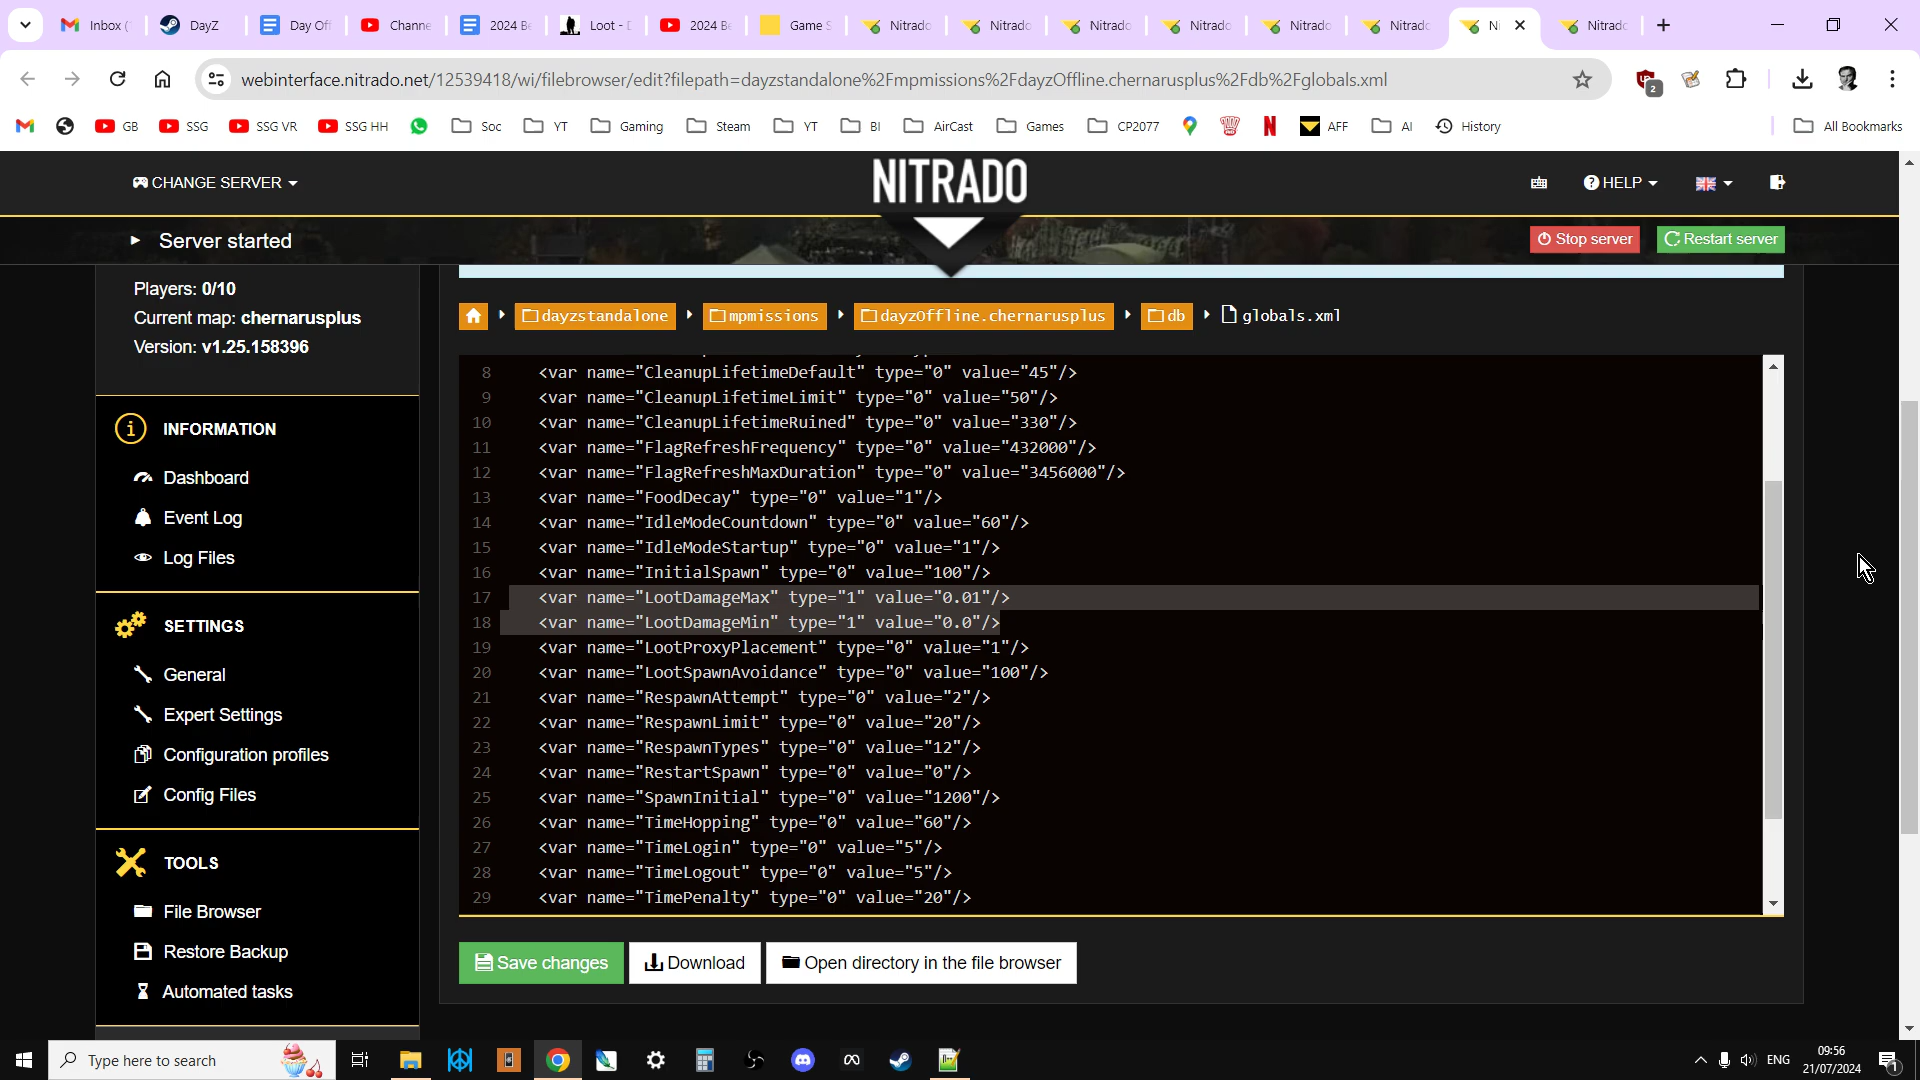 Inbox (
DayZ
Day Off
Channe
2024 Be
Loot - D
2024 Be
Game S
Nitrado
Nitrado
Nitrado
Nitrado
Nitrado
Nitrado
Ni
Nitrado
webinterface.nitrado.net/12539418/wi/filebrowser/edit?filepath=dayzstandalone%2Fmpmissions%2FdayzOffline.chernarusplus%2Fdb%2Fglobals.xml
2
GB
SSG
SSG VR
SSG HH
Soc
YT
Gaming
Steam
YT
BI
AirCast
Games
CP2077
AFF
AI
History
All Bookmarks
CHANGE SERVER
NITRADO
HELP
Server started
Stop server
Restart server
Players: 0/10
Current map: chernarusplus
Version: v1.25.158396
INFORMATION
Dashboard
Event Log
Log Files
SETTINGS
General
Expert Settings
Configuration profiles
Config Files
TOOLS
File Browser
Restore Backup
Automated tasks
dayzstandalone
mpmissions
dayzOffline.chernarusplus
db
globals.xml
8 <var name="CleanupLifetimeDefault" type="0" value="45"/>
9 <var name="CleanupLifetimeLimit" type="0" value="50"/>
10 <var name="CleanupLifetimeRuined" type="0" value="330"/>
11 <var name="FlagRefreshFrequency" type="0" value="432000"/>
12 <var name="FlagRefreshMaxDuration" type="0" value="3456000"/>
13 <var name="FoodDecay" type="0" value="1"/>
14 <var name="IdleModeCountdown" type="0" value="60"/>
15 <var name="IdleModeStartup" type="0" value="1"/>
16 <var name="InitialSpawn" type="0" value="100"/>
17 <var name="LootDamageMax" type="1" value="0.01"/>
18 <var name="LootDamageMin" type="1" value="0.0"/>
19 <var name="LootProxyPlacement" type="0" value="1"/>
20 <var name="LootSpawnAvoidance" type="0" value="100"/>
21 <var name="RespawnAttempt" type="0" value="2"/>
22 <var name="RespawnLimit" type="0" value="20"/>
23 <var name="RespawnTypes" type="0" value="12"/>
24 <var name="RestartSpawn" type="0" value="0"/>
25 <var name="SpawnInitial" type="0" value="1200"/>
26 <var name="TimeHopping" type="0" value="60"/>
27 <var name="TimeLogin" type="0" value="5"/>
28 <var name="TimeLogout" type="0" value="5"/>
29 <var name="TimePenalty" type="0" value="20"/>
Save changes
Download
Open directory in the file browser
Type here to search
ENG
09:56
21/07/2024
1